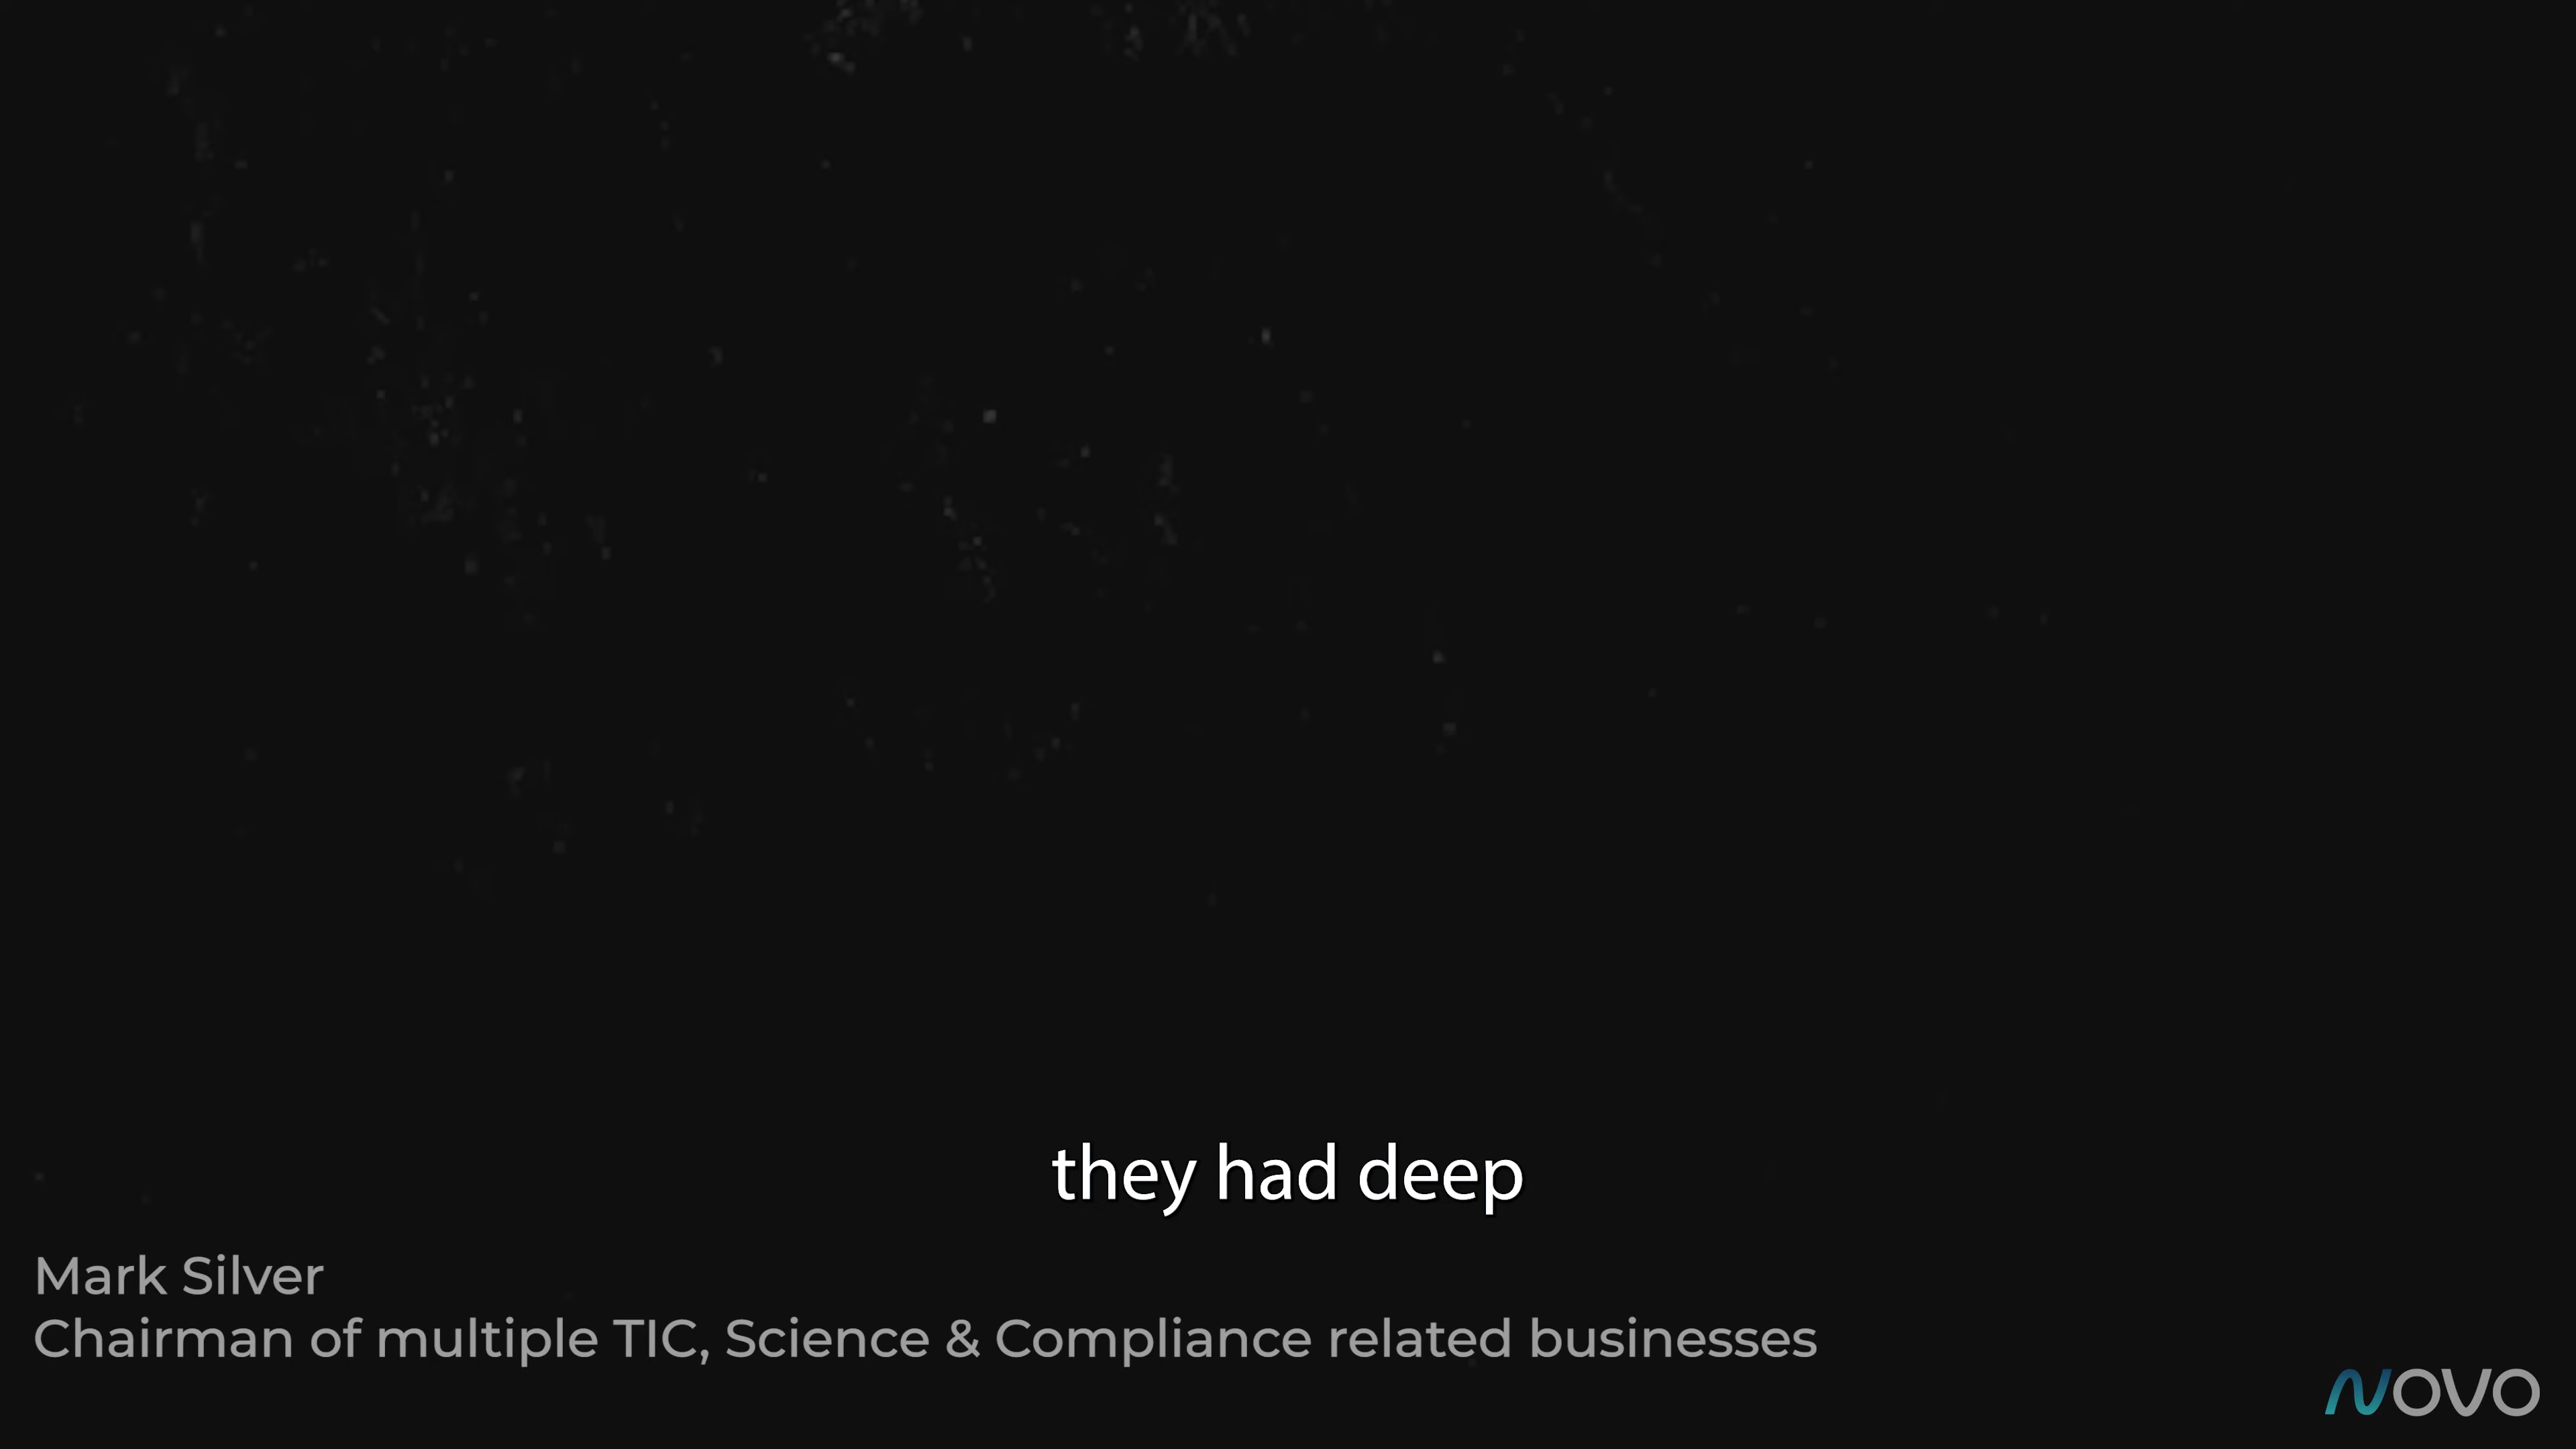 they had deep
Mark Silver
Chairman of multiple TIC, Science & Compliance related businesses
NOVO